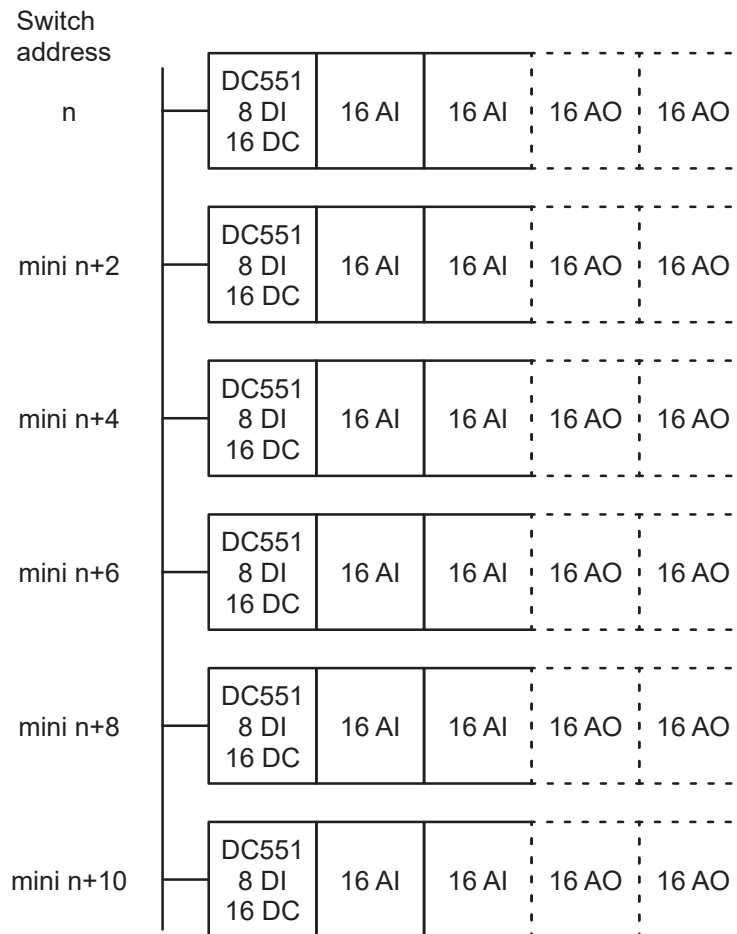 Switch
address
n
DC551
8 DI
16 DC
16 AI
16 AI
16 AO
16 AO
mini n+2
DC551
8 DI
16 DC
16 AI
16 AI
16 AO
16 AO
mini n+4
DC551
8 DI
16 DC
16 AI
16 AI
16 AO
16 AO
mini n+6
DC551
8 DI
16 DC
16 AI
16 AI
16 AO
16 AO
mini n+8
DC551
8 DI
16 DC
16 AI
16 AI
16 AO
16 AO
mini n+10
DC551
8 DI
16 DC
16 AI
16 AI
16 AO
16 AO